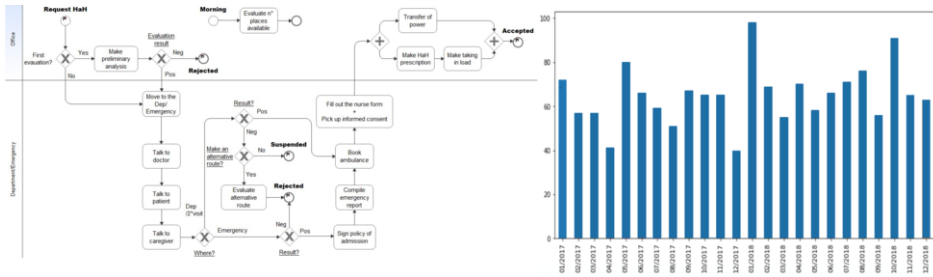 Request HaH
Morning
Evaluate n°
places
available
Transfer of
power
Accepted
Make HaH
prescription
Make taking
in load
Office
First
evauation?
Yes
Make
preliminary
analysis
Evaluation
result
Neg
Rejected
No
Pos
Department/Emergency
Move to the
Dep/
Emergency
Talk to
doctor
Talk to
patient
Talk to
caregiver
Dep
/2°visit
Where?
Emergency
Result?
Pos
Neg
Make an
alternative
route?
No
Suspended
Yes
Evaluate
alternative
route
Rejected
Neg
Result?
Pos
Sign policy of
admission
Compile
emergency
report
Book
ambulance
Fill out the nurse form
+
Pick up informed consent
100
80
60
40
20
0
01/2017
02/2017
03/2017
04/2017
05/2017
06/2017
07/2017
08/2017
09/2017
10/2017
11/2017
12/2017
01/2018
02/2018
03/2018
04/2018
05/2018
06/2018
07/2018
08/2018
09/2018
10/2018
11/2018
12/2018